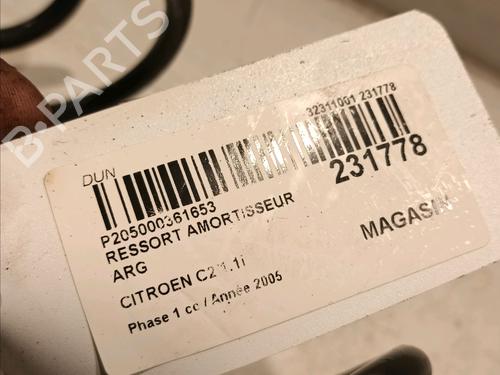 B-PARTS
DUN
32311001 231778
P205000361653
231778
RESSORT AMORTISSEUR
ARG
MAGASIN
CITROEN C2 1.1i
Phase 1 cc / Année 2005